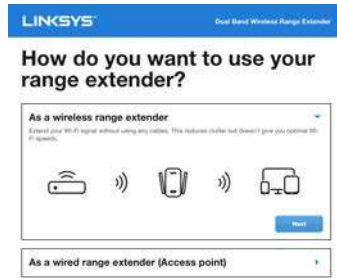 LINKSYS
Dual Band Wireless Range Extender
How do you want to use your
range extender?
As a wireless range extender
Extend your Wi-Fi signal without using any cables. This reduces clutter but doesn't give you optimal Wi-
Fi speeds.
Next
As a wired range extender (Access point)